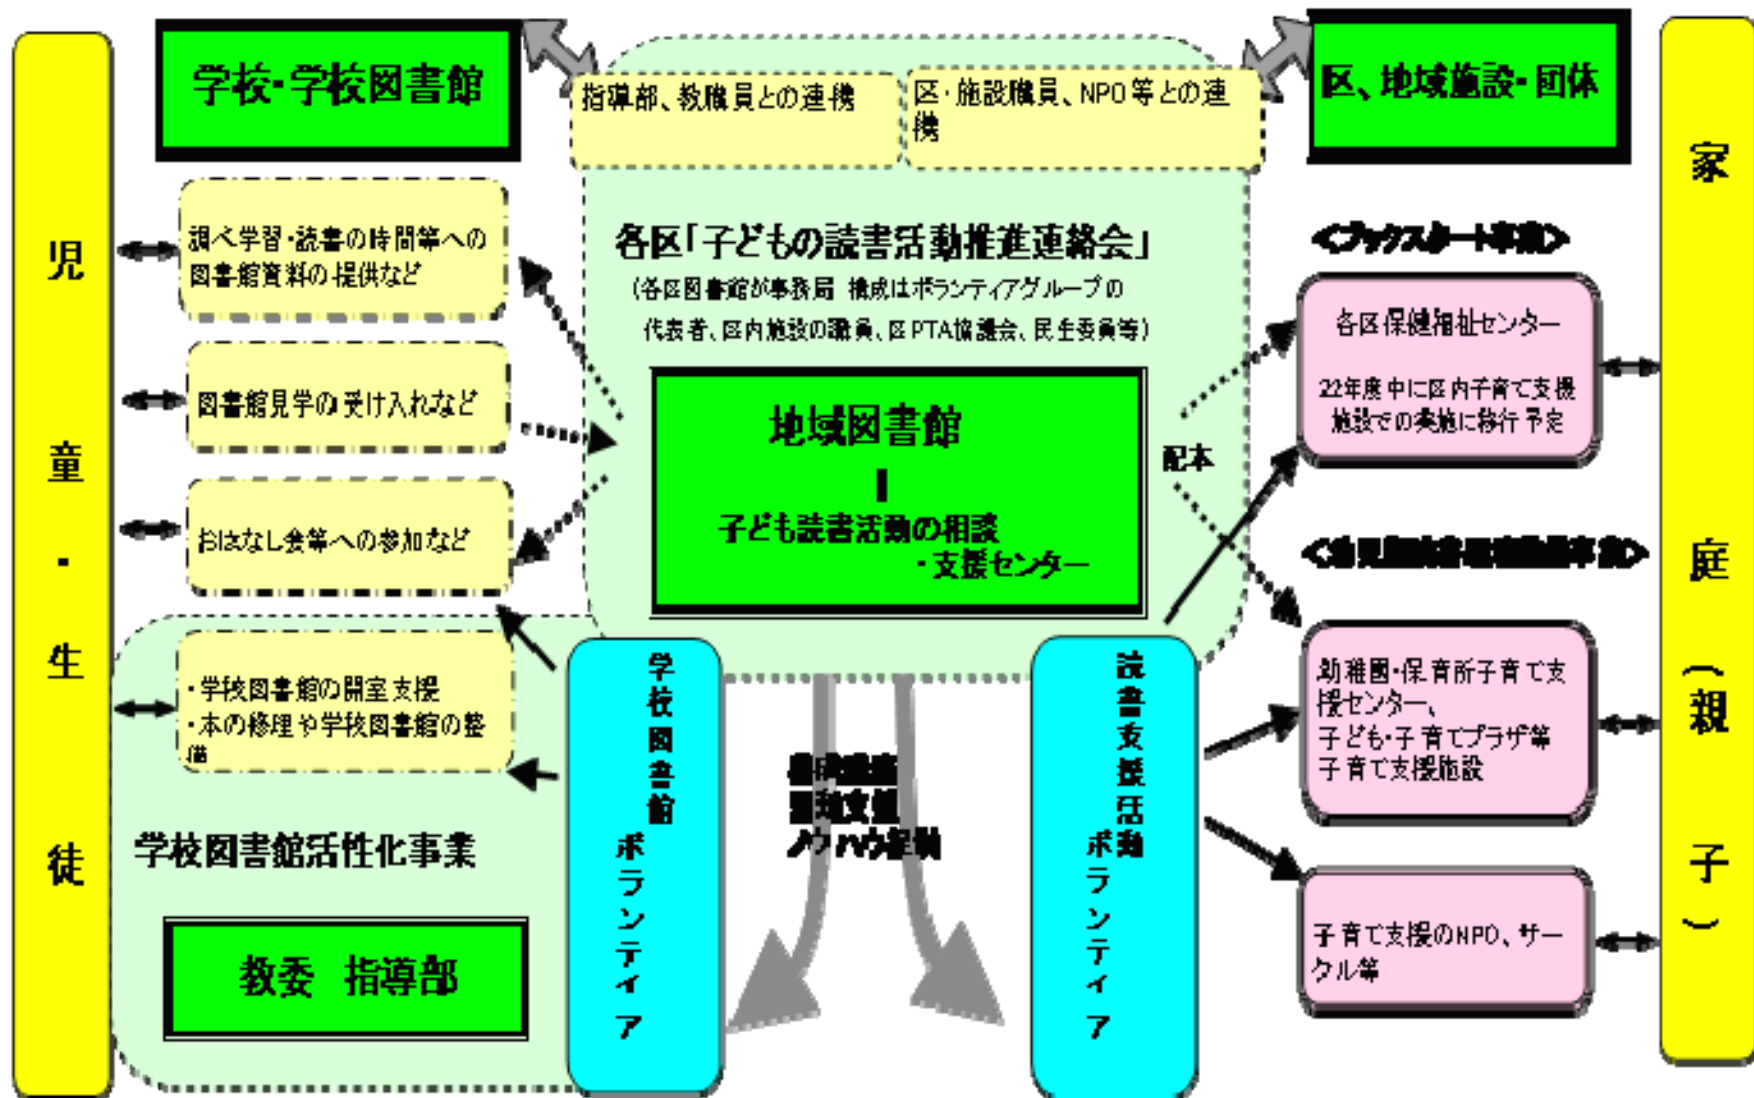 学校・学校図書館
指導部、教職員との連携
区・施設職員、NPO等との連
携
区、地域施設・団体
児童・生徒
家庭（親子）
調べ学習・読書の時間等への
図書館資料の提供など
図書館見学の受け入れなど
おはなし会等への参加など
・学校図書館の開室支援
・本の修理や学校図書館の整
備
学校図書館活性化事業
教委　指導部
各区「子どもの読書活動推進連絡会」
（各区図書館が事務局 構成はボランティアグループの
代表者、区内施設の職員、区PTA協議会、民生委員等）
地域図書館
子ども読書活動の相談
・支援センター
学校図書館
ボランティア
ノウハウ提供
読書支援活動
ボランティア
配本
＜ブックスタート事業＞
各区保健福祉センター
22年度中に区内子育て支援
施設での実施に移行予定
幼稚園・保育所子育て支
援センター、
子ども・子育てプラザ等
子育て支援施設
子育て支援のNPO、サー
クル等